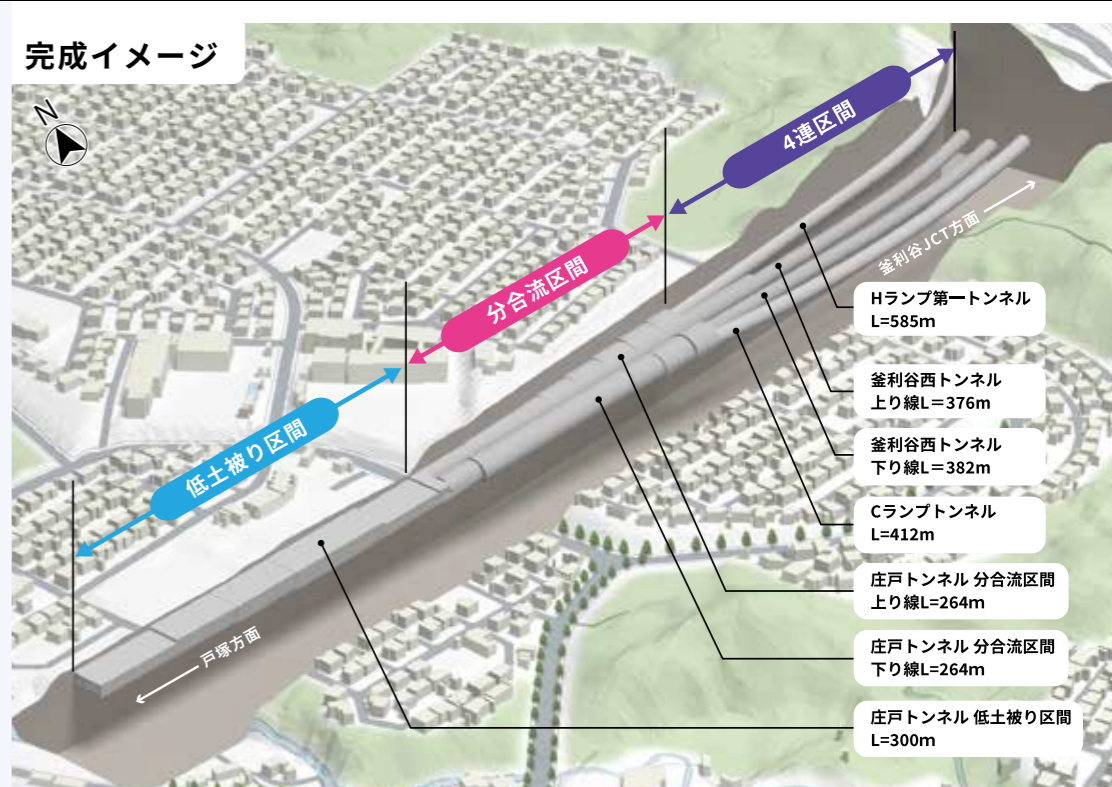 完成イメージ
N
4連区間
分合流区間
低土被り区間
釜利谷JCT方面
戸塚方面
Hランプ第一トンネル
L=585m
釜利谷西トンネル
上り線L＝376m
釜利谷西トンネル
下り線L＝382m
Cランプトンネル
L=412m
庄戸トンネル 分合流区間
上り線L=264m
庄戸トンネル 分合流区間
下り線L=264m
庄戸トンネル 低土被り区間
L=300m